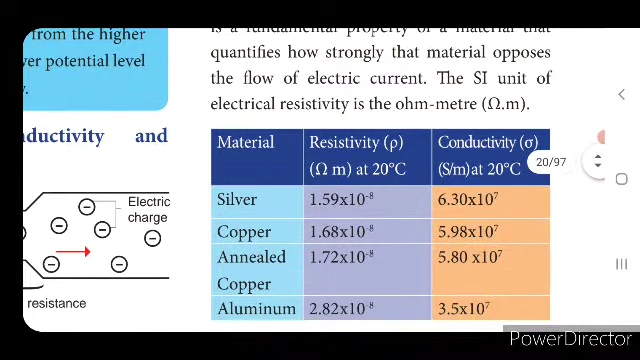 from the higher
potential level
and
Electric
charge
resistance
is a fundamental property of a material that
quantifies how strongly that material opposes
the flow of electric current. The SI unit of
electrical resistivity is the ohm-metre (Ω.m).
Material Resistivity (ρ) Conductivity (σ)
(Ω m) at 20°C (S/m) at 20°C
Silver 1.59x10⁻⁸ 6.30x10⁷
Copper 1.68x10⁻⁸ 5.98x10⁷
Annealed 1.72x10⁻⁸ 5.80 x10⁷
Copper
Aluminum 2.82x10⁻⁸ 3.5x10⁷
20/97
PowerDirector